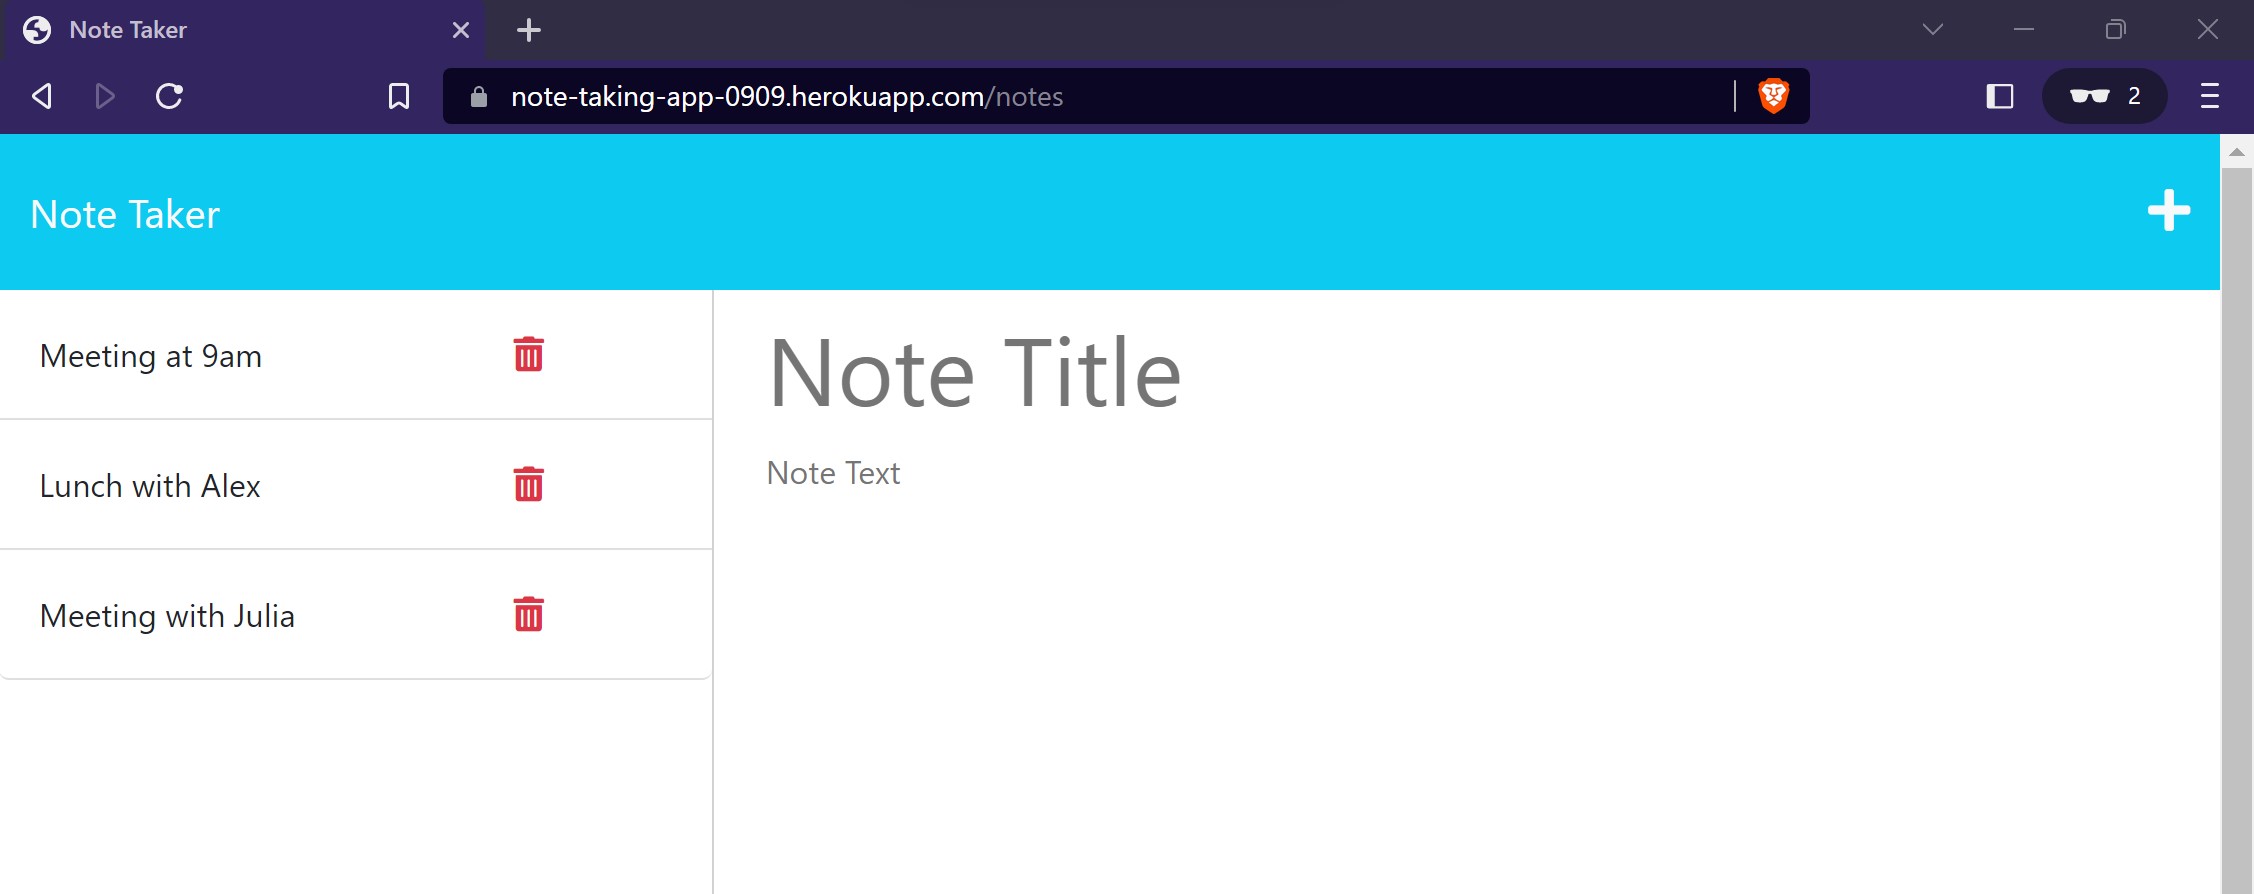 Note Taker
note-taking-app-0909.herokuapp.com/notes
2
Note Taker
Meeting at 9am
Lunch with Alex
Meeting with Julia
Note Title
Note Text